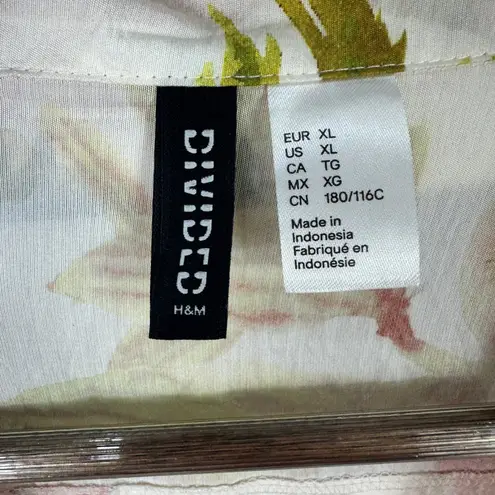 DIVIDED
H&M
EUR XL
US XL
CA TG
MX XG
CN 180/116C
Made in
Indonesia
Fabriqué en
Indonésie